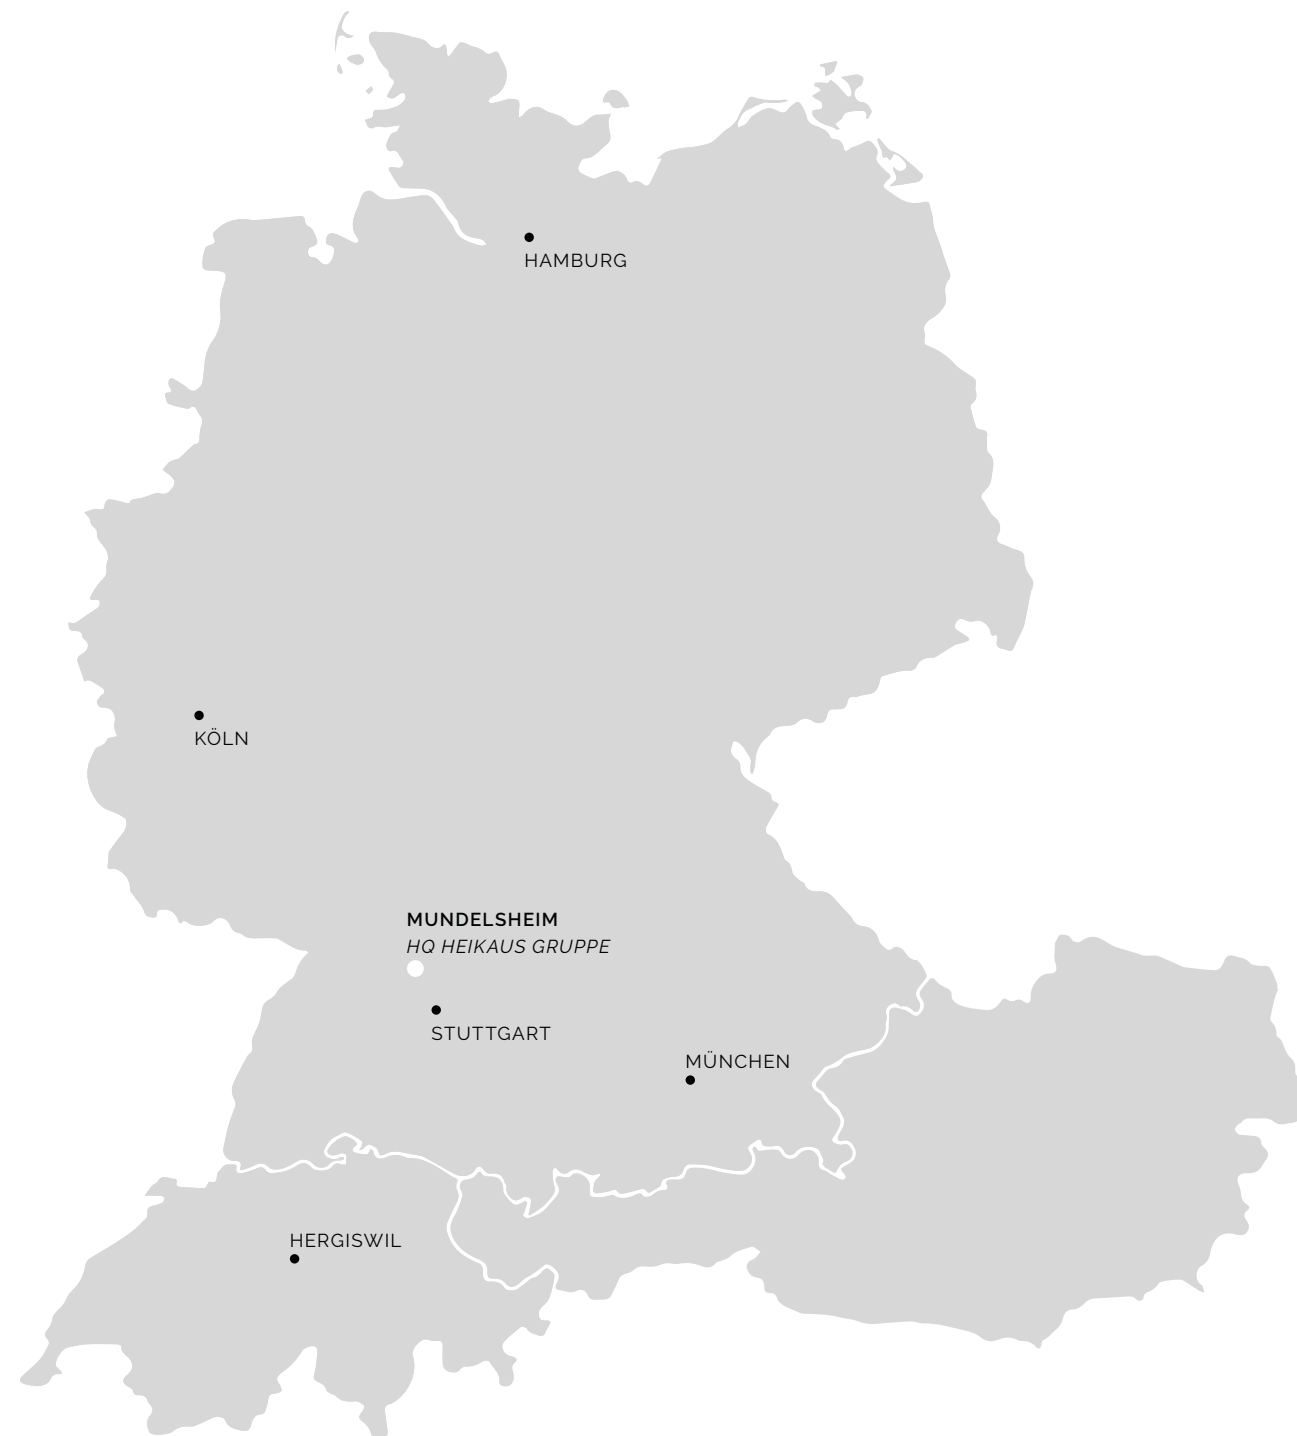 HAMBURG
KÖLN
MUNDELSHEIM
HQ HEIKAUS GRUPPE
STUTTGART
MÜNCHEN
HERGISWIL